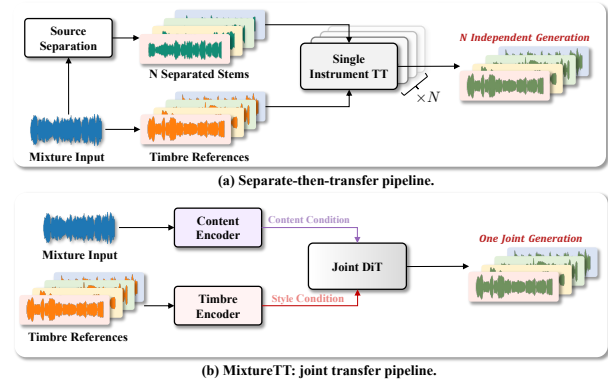 Source
Separation
N Separated Stems
Single
Instrument TT
×N
N Independent Generation
Mixture Input
Timbre References
(a) Separate-then-transfer pipeline.
Mixture Input
Content
Encoder
Content Condition
Joint DiT
One Joint Generation
Timbre References
Timbre
Encoder
Style Condition
(b) MixtureTT: joint transfer pipeline.